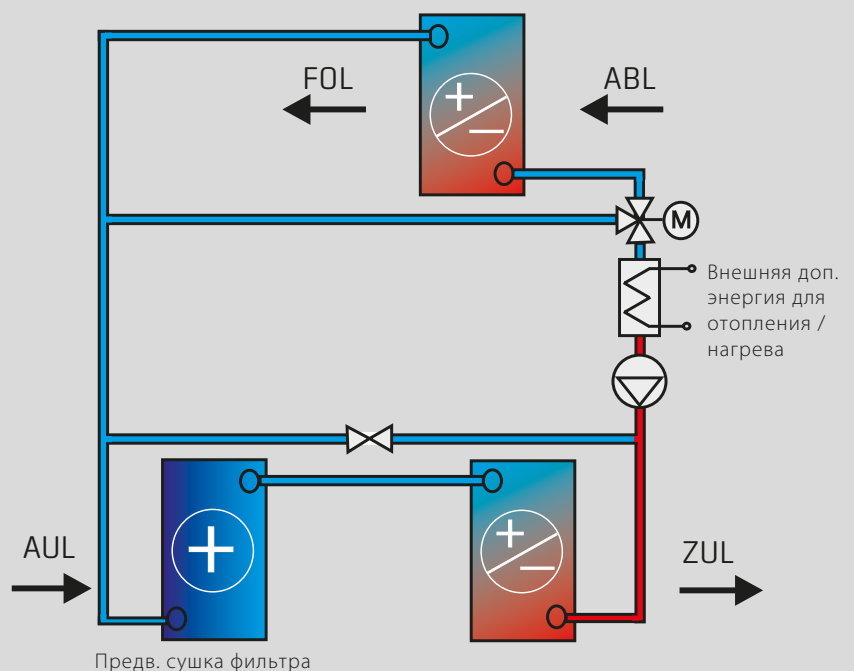 FOL
ABL
M
Внешняя доп.
энергия для
отопления /
нагрева
AUL
ZUL
Предв. сушка фильтра